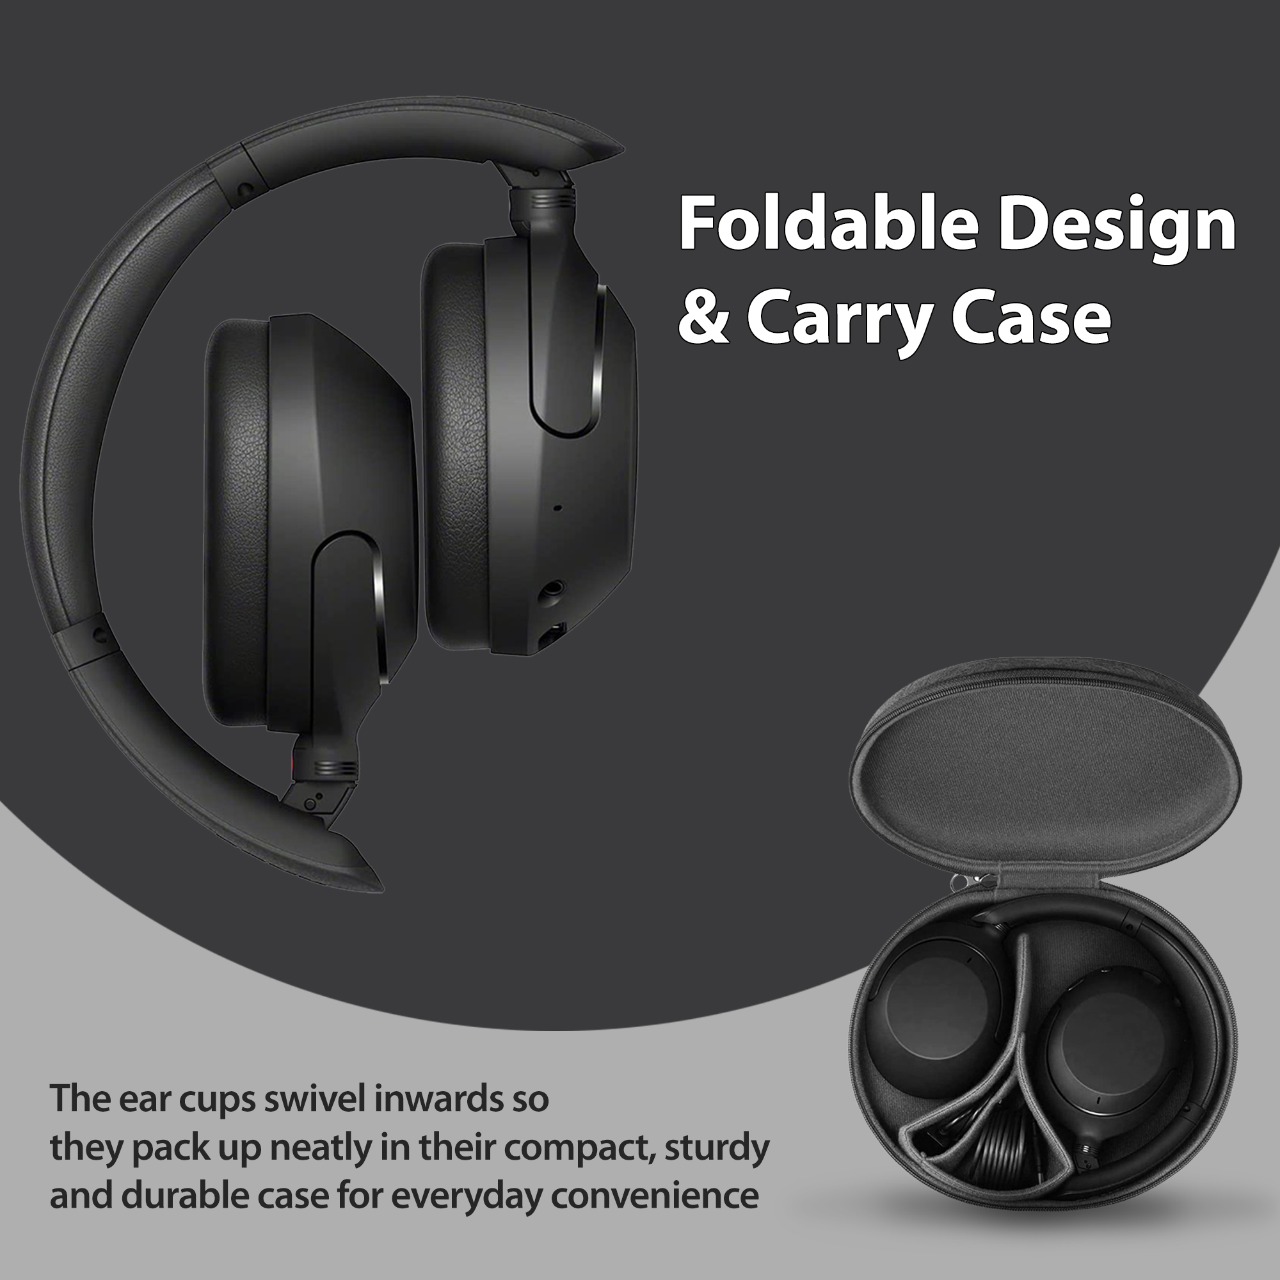 Foldable Design
& Carry Case
The ear cups swivel inwards so
they pack up neatly in their compact, sturdy
and durable case for everyday convenience